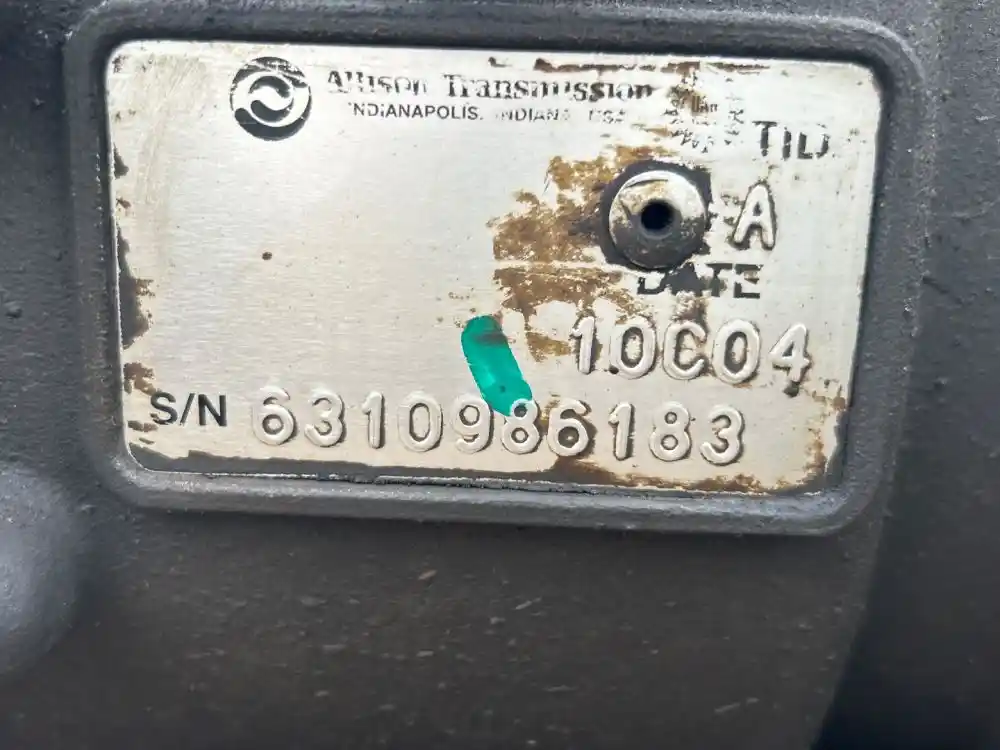 Allison Transmission
INDIANAPOLIS, INDIANA USA
TID
A
DATE
10C04
S/N 6310986183